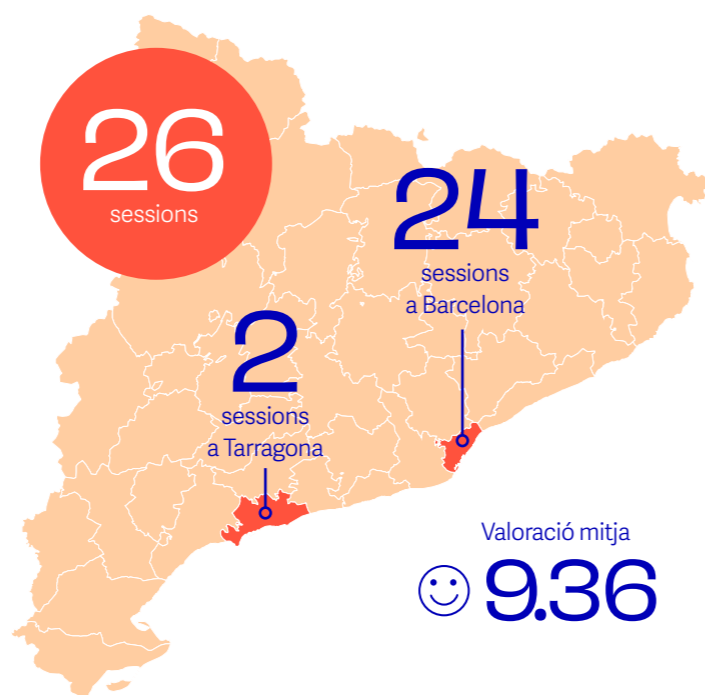 26
sessions
24
sessions
a Barcelona
2
sessions
a Tarragona
Valoració mitja
9.36